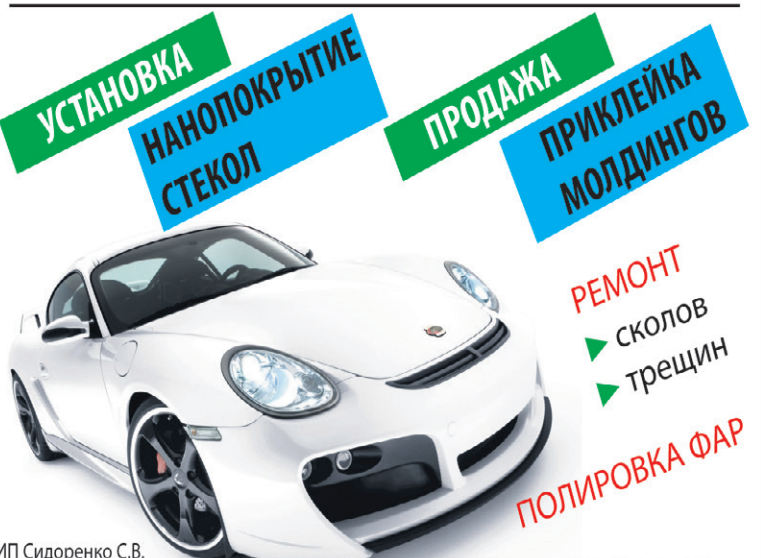 УСТАНОВКА
НАНОПОКРЫТИЕ
СТЕКОЛ
ПРОДАЖА
ПРИКЛЕЙКА
МОЛДИНГОВ
РЕМОНТ
сколов
трещин
ПОЛИРОВКА ФАР
ИП Сидоренко С.В.